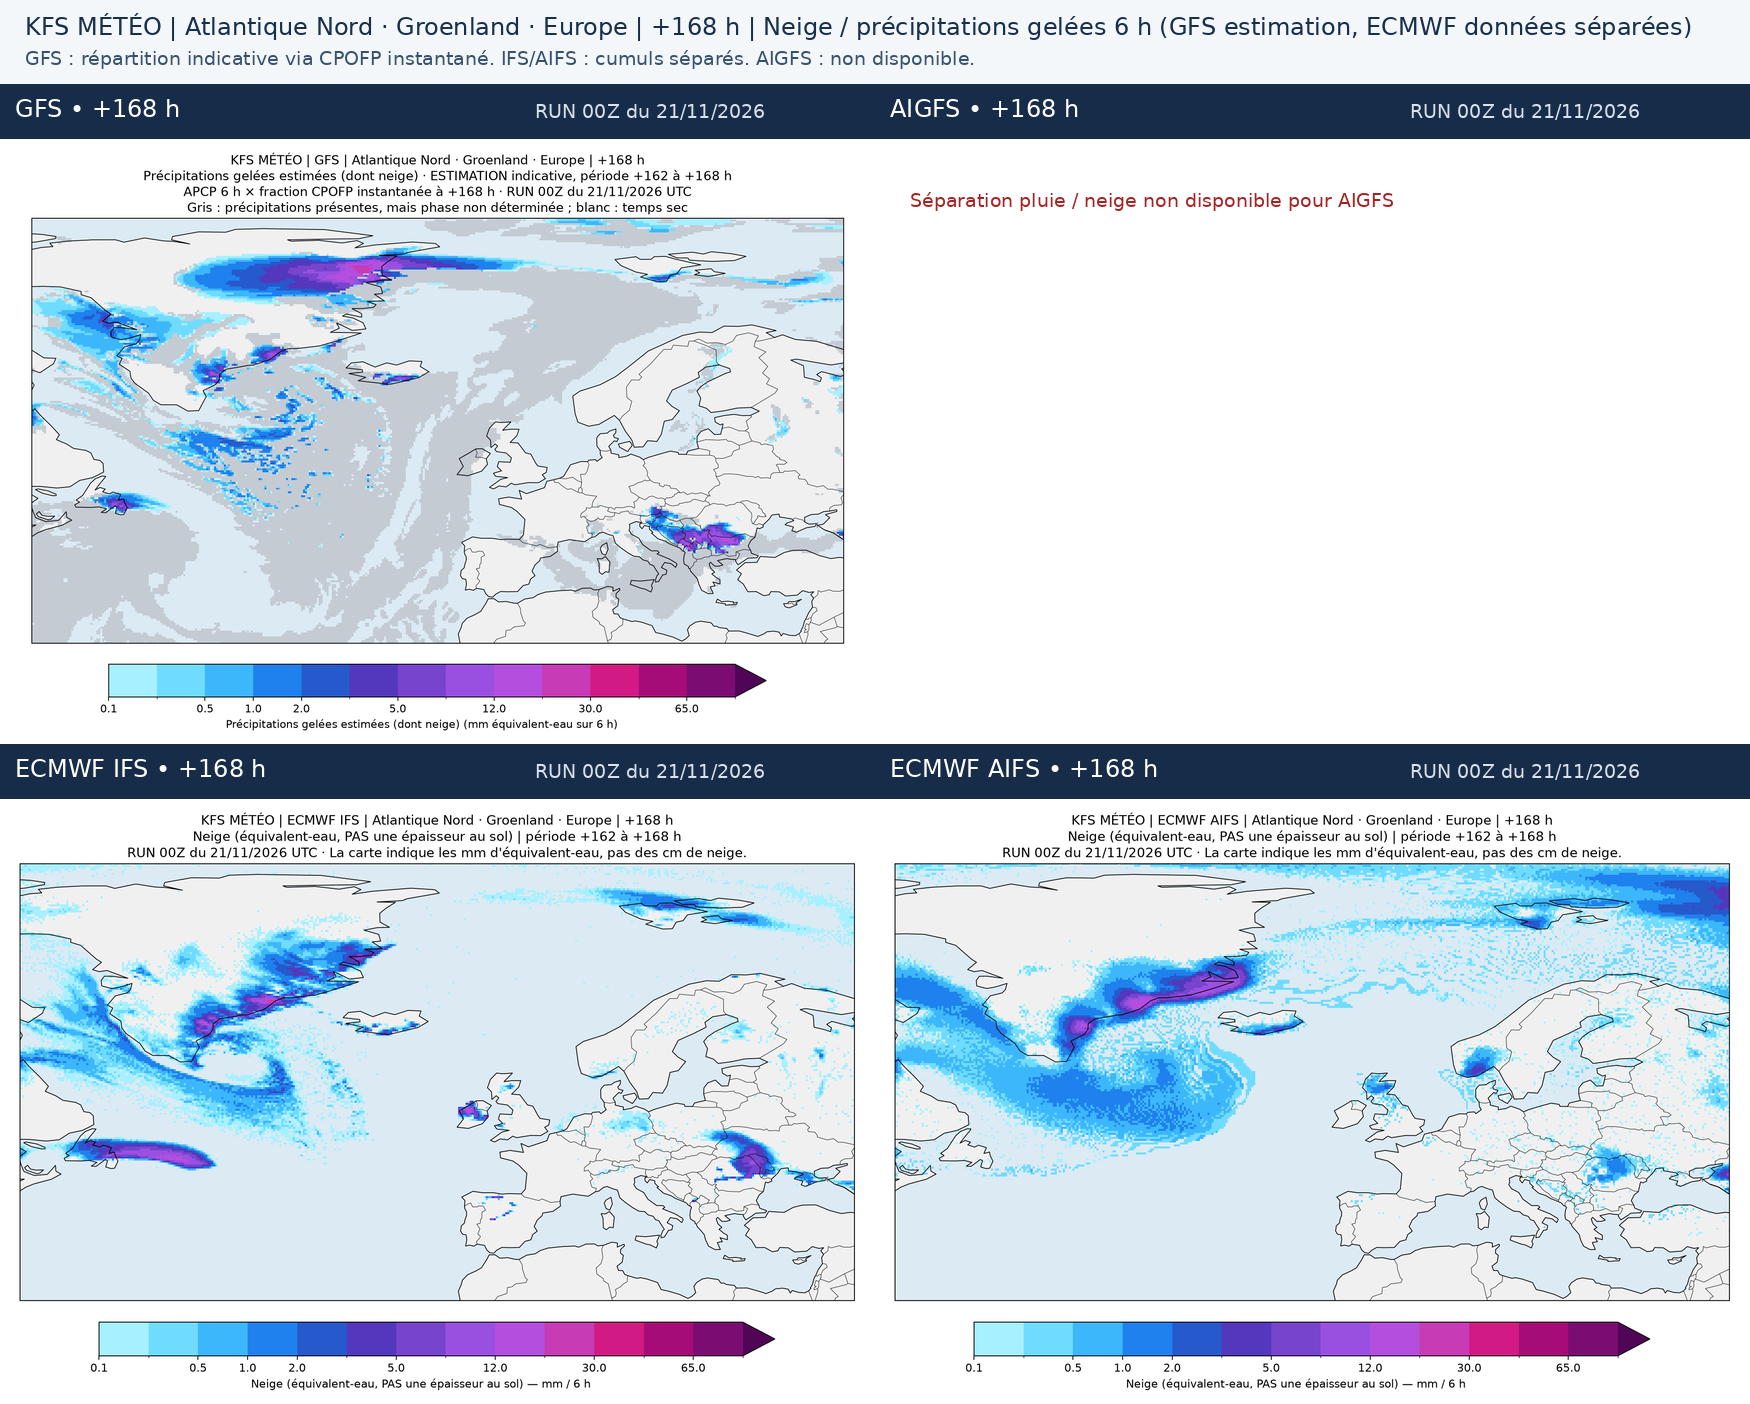 KFS MÉTÉO | Atlantique Nord · Groenland · Europe | +168 h | Neige / précipitations gelées 6 h (GFS estimation, ECMWF données séparées)
GFS : répartition indicative via CPOFP instantané. IFS/AIFS : cumuls séparés. AIGFS : non disponible.
GFS • +168 h
RUN 00Z du 21/11/2026
AIGFS • +168 h
RUN 00Z du 21/11/2026
KFS MÉTÉO | GFS | Atlantique Nord · Groenland · Europe | +168 h
Précipitations gelées estimées (dont neige) · ESTIMATION indicative, période +162 à +168 h
APCP 6 h × fraction CPOFP instantanée à +168 h · RUN 00Z du 21/11/2026 UTC
Gris : précipitations présentes, mais phase non déterminée ; blanc : temps sec
Séparation pluie / neige non disponible pour AIGFS
0.1 0.5 1.0 2.0 5.0 12.0 30.0 65.0
Précipitations gelées estimées (dont neige) (mm équivalent-eau sur 6 h)
ECMWF IFS • +168 h
RUN 00Z du 21/11/2026
ECMWF AIFS • +168 h
RUN 00Z du 21/11/2026
KFS MÉTÉO | ECMWF IFS | Atlantique Nord · Groenland · Europe | +168 h
Neige (équivalent-eau, PAS une épaisseur au sol) | période +162 à +168 h
RUN 00Z du 21/11/2026 UTC · La carte indique les mm d'équivalent-eau, pas des cm de neige.
KFS MÉTÉO | ECMWF AIFS | Atlantique Nord · Groenland · Europe | +168 h
Neige (équivalent-eau, PAS une épaisseur au sol) | période +162 à +168 h
RUN 00Z du 21/11/2026 UTC · La carte indique les mm d'équivalent-eau, pas des cm de neige.
0.1 0.5 1.0 2.0 5.0 12.0 30.0 65.0
Neige (équivalent-eau, PAS une épaisseur au sol) — mm / 6 h
0.1 0.5 1.0 2.0 5.0 12.0 30.0 65.0
Neige (équivalent-eau, PAS une épaisseur au sol) — mm / 6 h